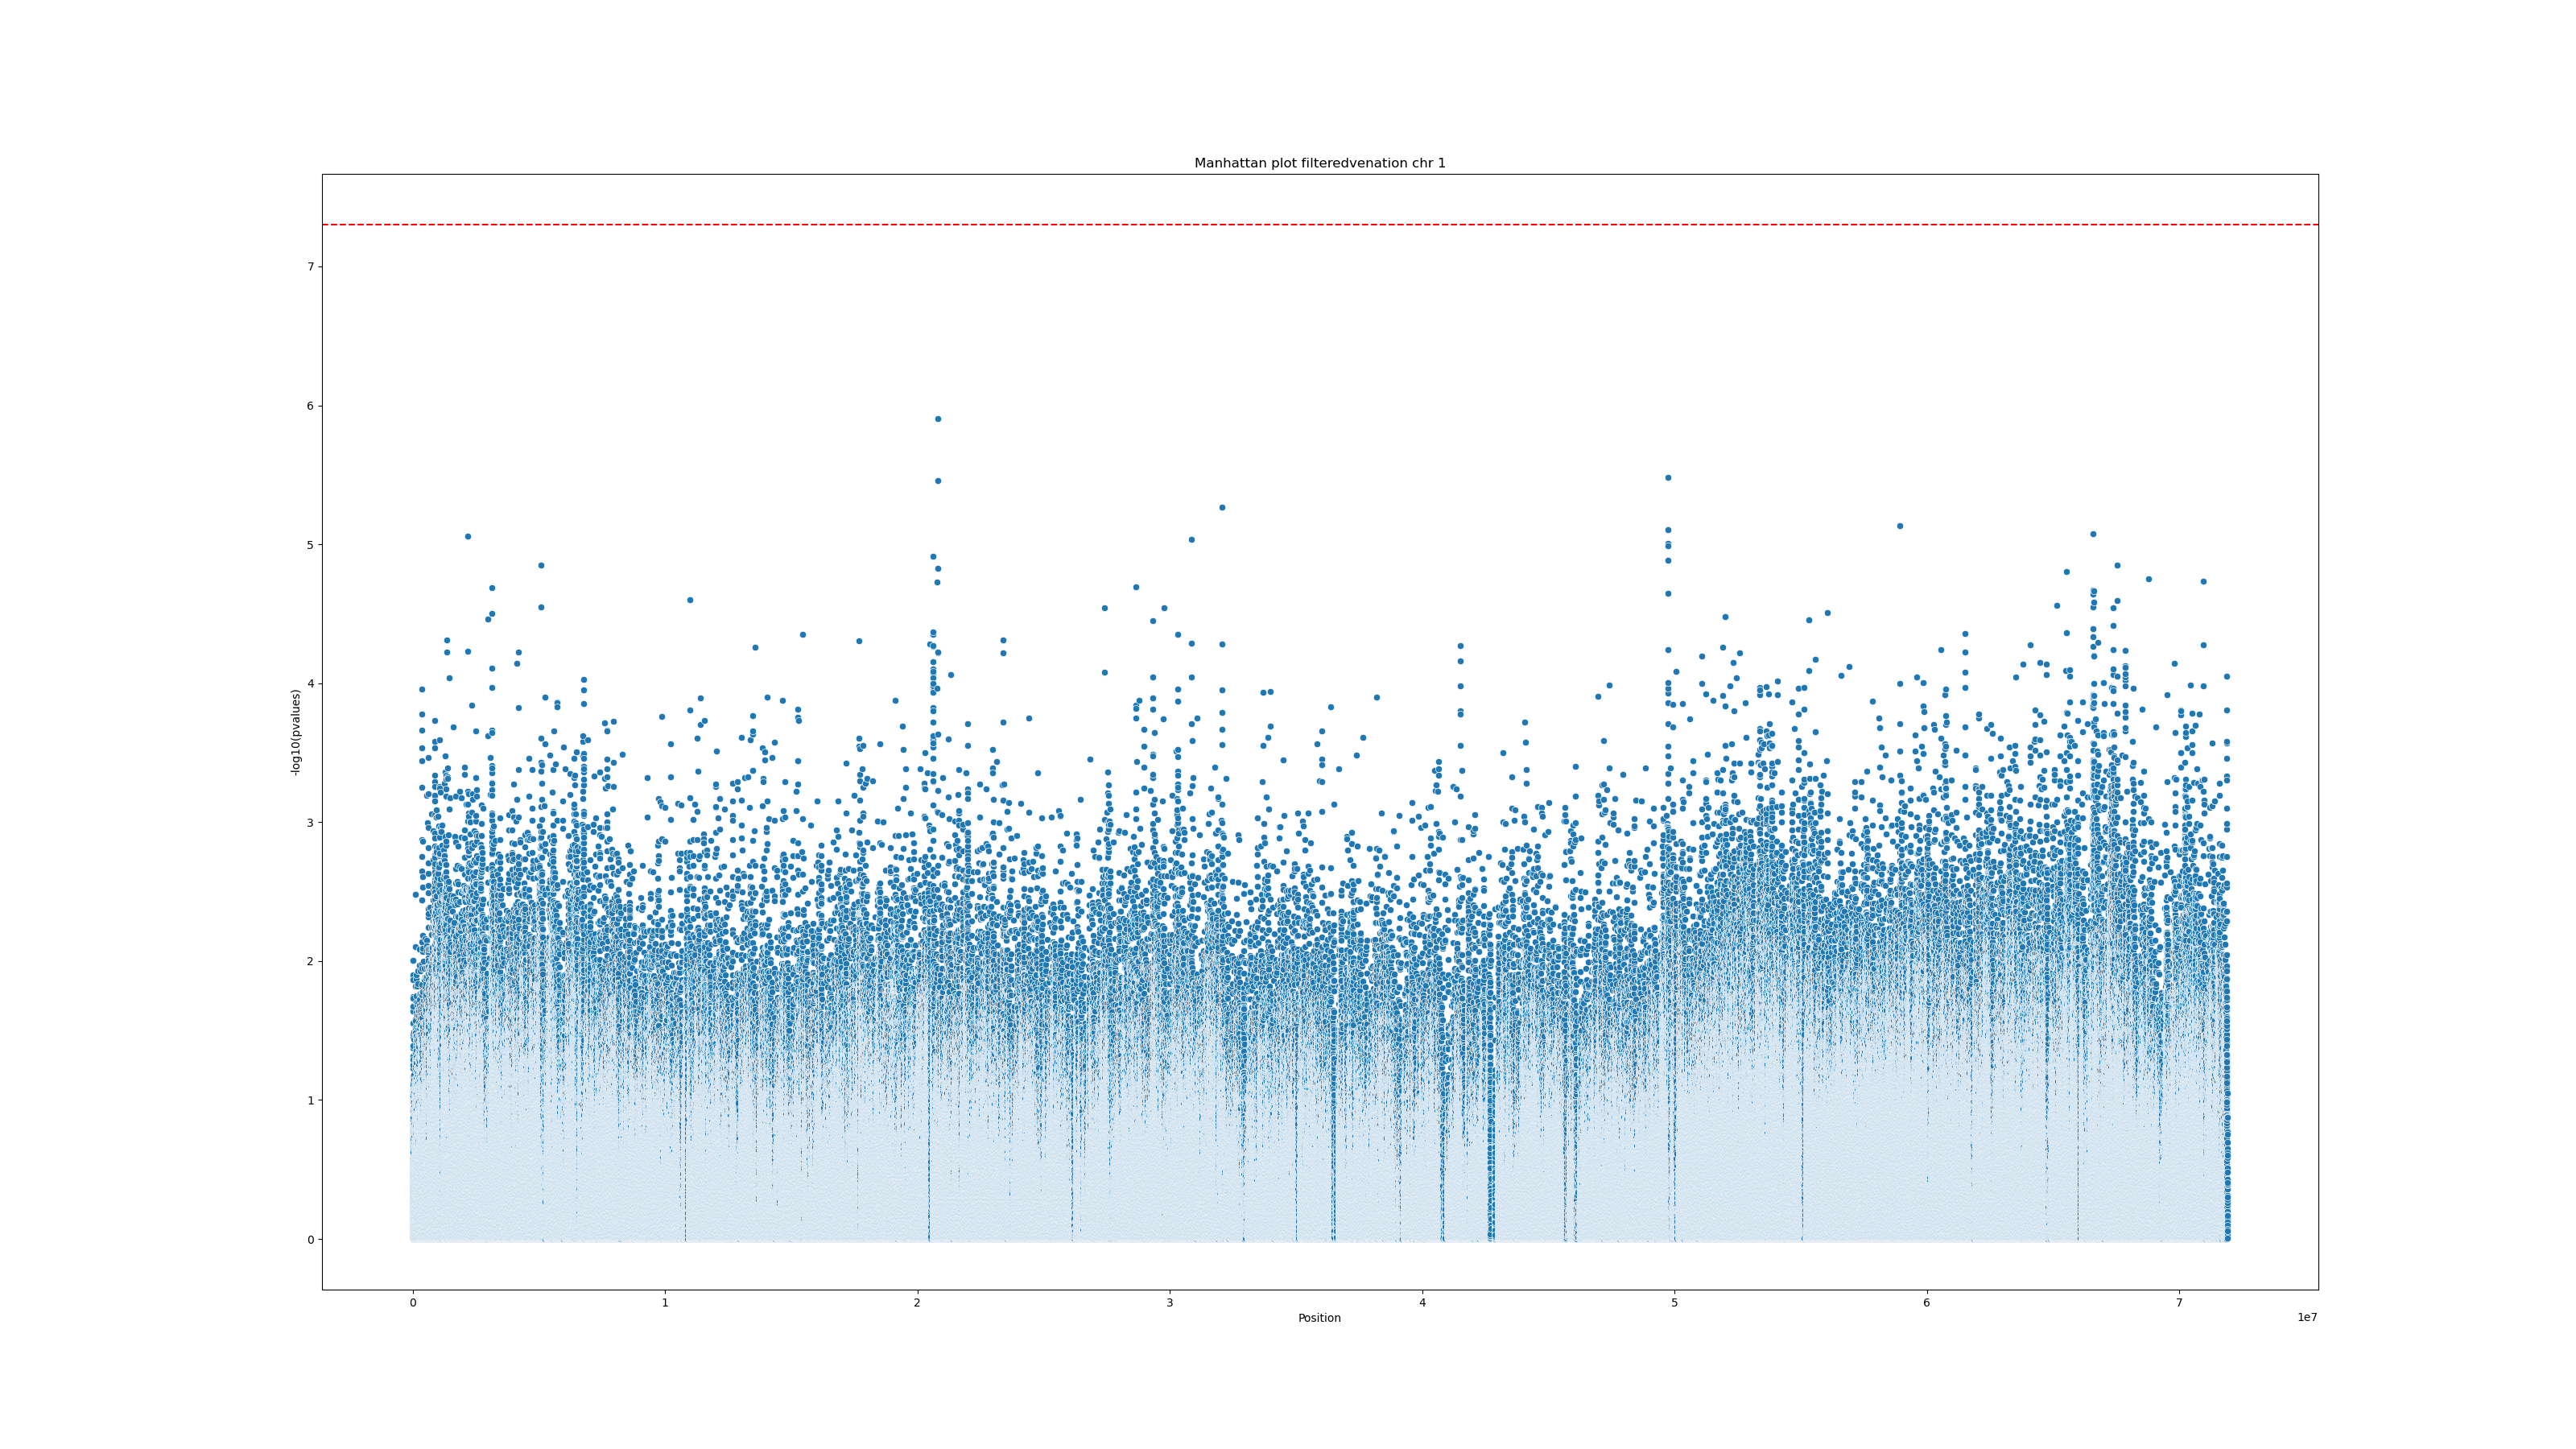 Manhattan plot filteredvenation chr 1
7
6
5
4
3
2
1
0
-log10(pvalues)
0 1 2 3 4 5 6 7
Position
1e7